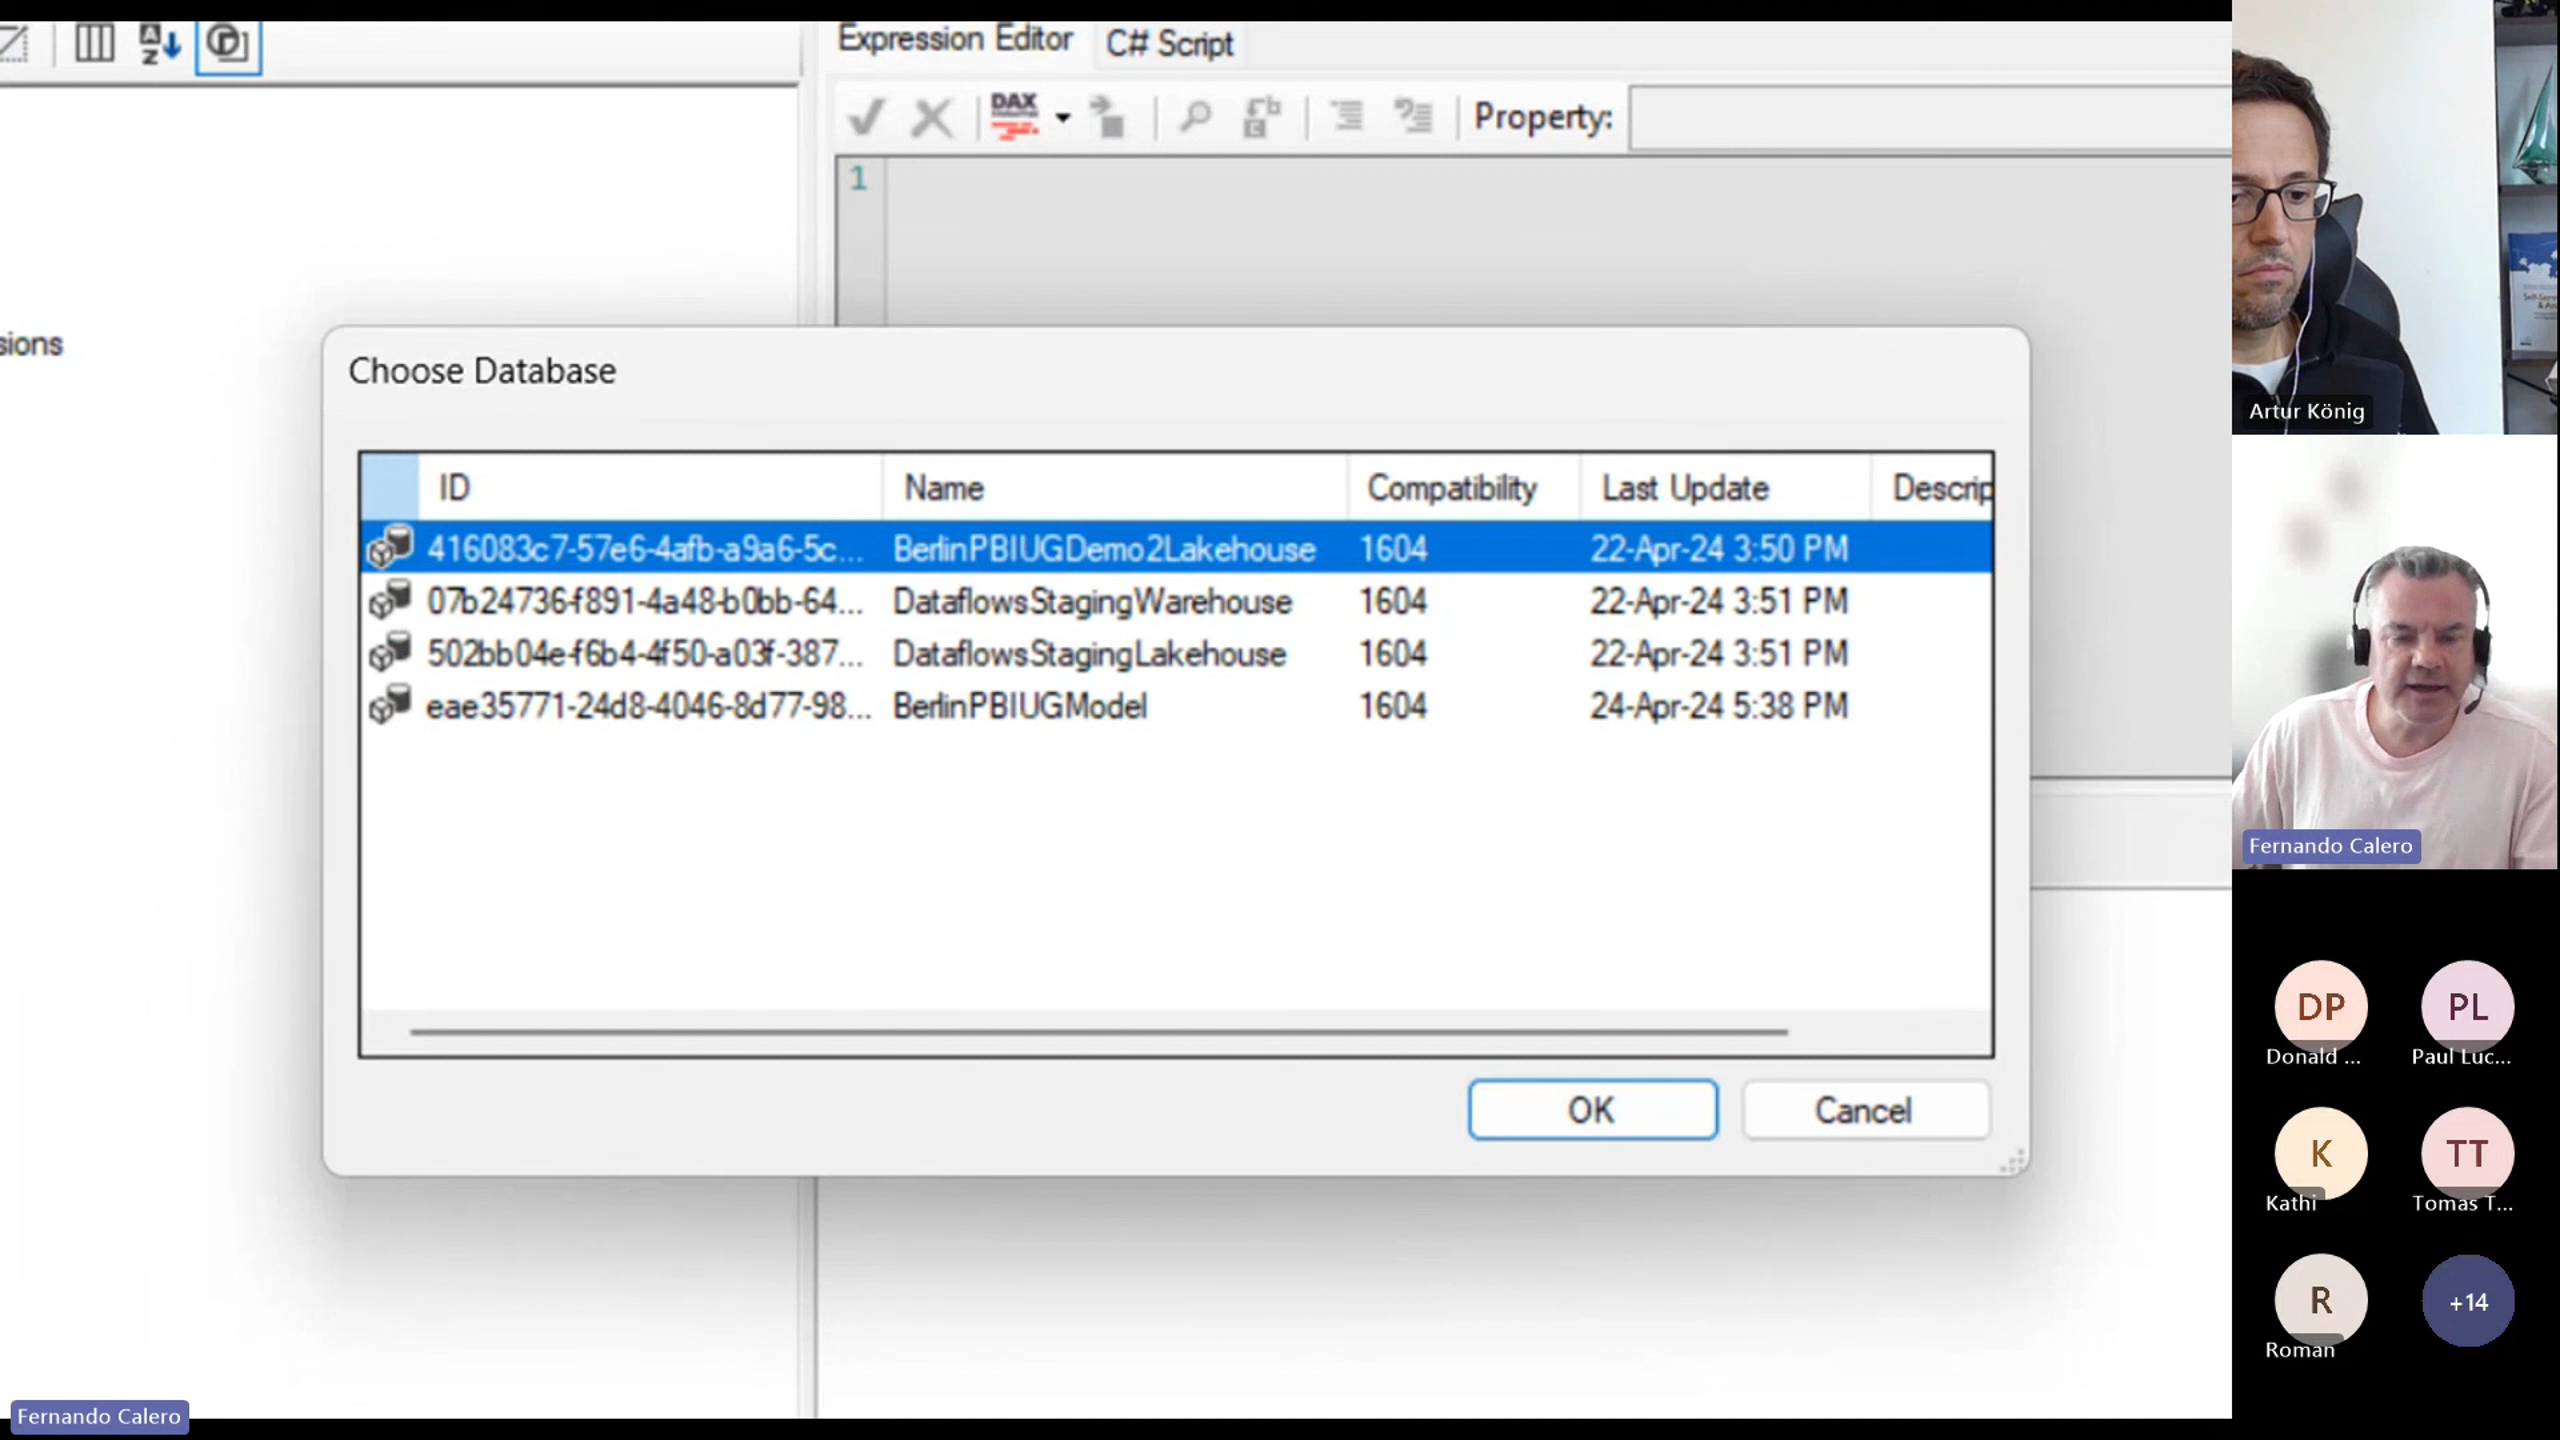 Expression Editor C# Script
DAX Property:
1
sions
Choose Database
ID Name Compatibility Last Update Descrip
416083c7-57e6-4afb-a9a6-5c... BerlinPBIUGDemo2Lakehouse 1604 22-Apr-24 3:50 PM
07b24736-f891-4a48-b0bb-64... DataflowsStagingWarehouse 1604 22-Apr-24 3:51 PM
502bb04e-f6b4-4f50-a03f-387... DataflowsStagingLakehouse 1604 22-Apr-24 3:51 PM
eae35771-24d8-4046-8d77-98... BerlinPBIUGModel 1604 24-Apr-24 5:38 PM
OK Cancel
Fernando Calero
Artur König
Fernando Calero
DP PL
Donald ... Paul Luc...
K TT
Kathi Tomas T...
R +14
Roman